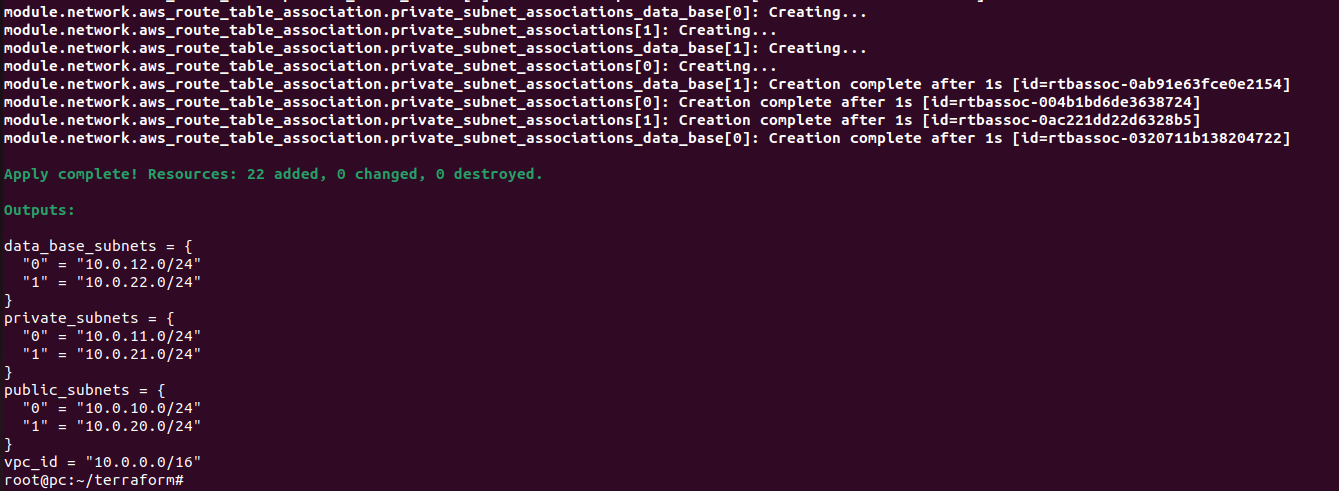 module.network.aws_route_table_association.private_subnet_associations_data_base[0]: Creating...
module.network.aws_route_table_association.private_subnet_associations[1]: Creating...
module.network.aws_route_table_association.private_subnet_associations_data_base[1]: Creating...
module.network.aws_route_table_association.private_subnet_associations[0]: Creating...
module.network.aws_route_table_association.private_subnet_associations_data_base[1]: Creation complete after 1s [id=rtbassoc-0ab91e63fce0e2154]
module.network.aws_route_table_association.private_subnet_associations[0]: Creation complete after 1s [id=rtbassoc-004b1bd6de3638724]
module.network.aws_route_table_association.private_subnet_associations[1]: Creation complete after 1s [id=rtbassoc-0ac221dd22d6328b5]
module.network.aws_route_table_association.private_subnet_associations_data_base[0]: Creation complete after 1s [id=rtbassoc-0320711b138204722]
Apply complete! Resources: 22 added, 0 changed, 0 destroyed.
Outputs:
data_base_subnets = {
  "0" = "10.0.12.0/24"
  "1" = "10.0.22.0/24"
}
private_subnets = {
  "0" = "10.0.11.0/24"
  "1" = "10.0.21.0/24"
}
public_subnets = {
  "0" = "10.0.10.0/24"
  "1" = "10.0.20.0/24"
}
vpc_id = "10.0.0.0/16"
root@pc:~/terraform#